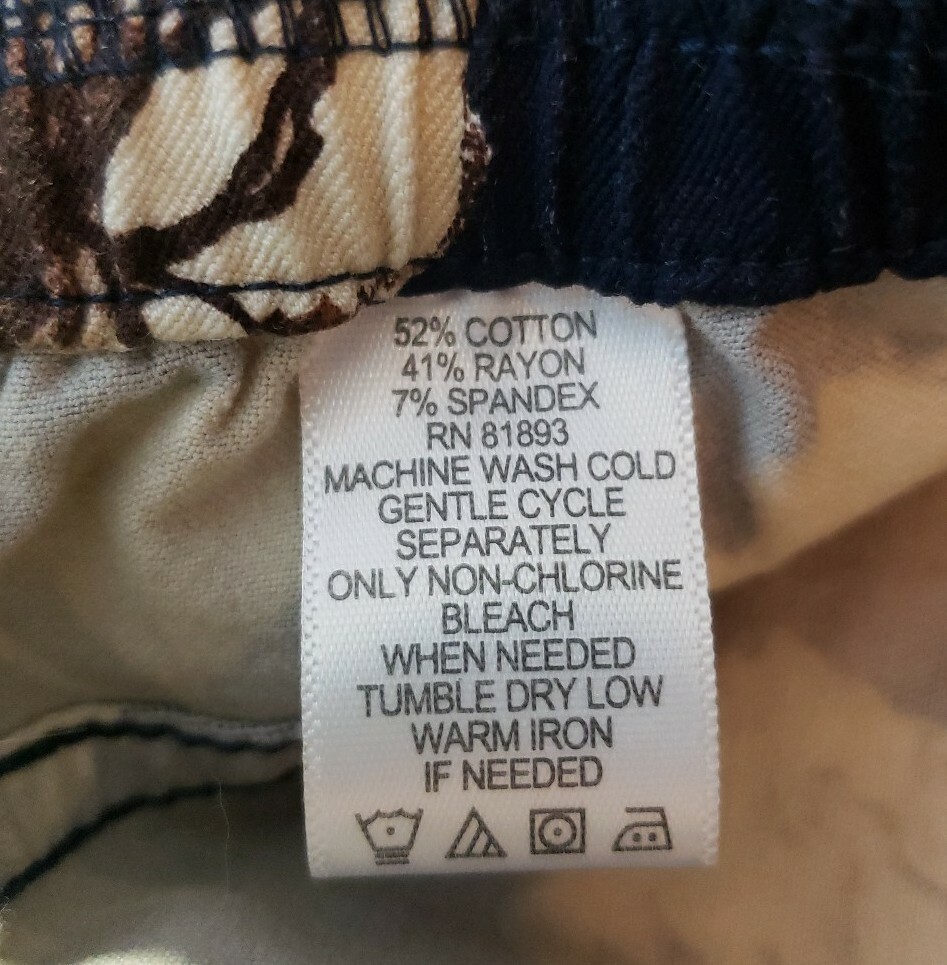 52% COTTON
41% RAYON
7% SPANDEX
RN 81893
MACHINE WASH COLD
GENTLE CYCLE
SEPARATELY
ONLY NON-CHLORINE
BLEACH
WHEN NEEDED
TUMBLE DRY LOW
WARM IRON
IF NEEDED